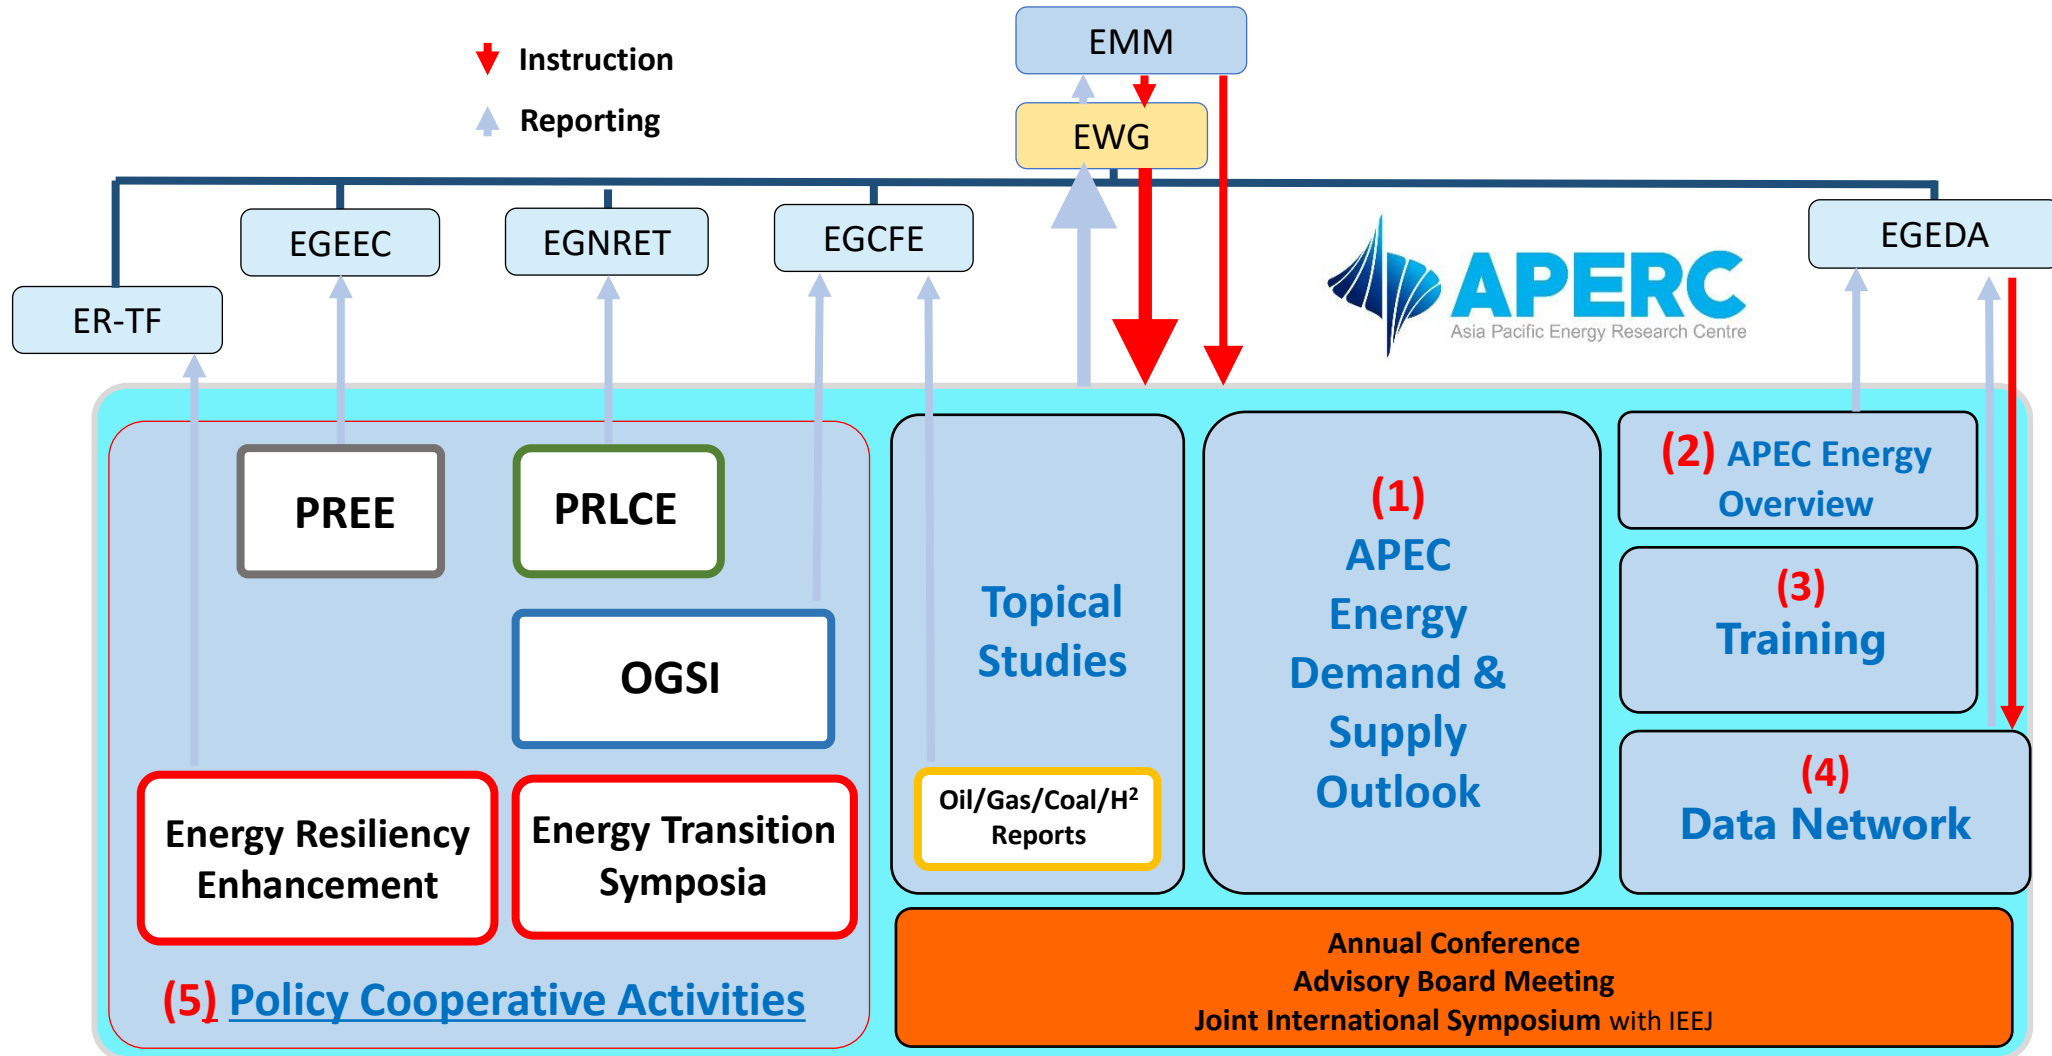 EMM
Instruction
Reporting
EWG
EGEEC
EGNRET
EGCFE
EGEDA
ER-TF
APERC
Asia Pacific Energy Research Centre
PREE
PRLCE
OGSI
Energy Resiliency
Enhancement
Energy Transition
Symposia
(5) Policy Cooperative Activities
Topical
Studies
Oil/Gas/Coal/H²
Reports
(1)
APEC
Energy
Demand &
Supply
Outlook
(2) APEC Energy
Overview
(3)
Training
(4)
Data Network
Annual Conference
Advisory Board Meeting
Joint International Symposium with IEEJ